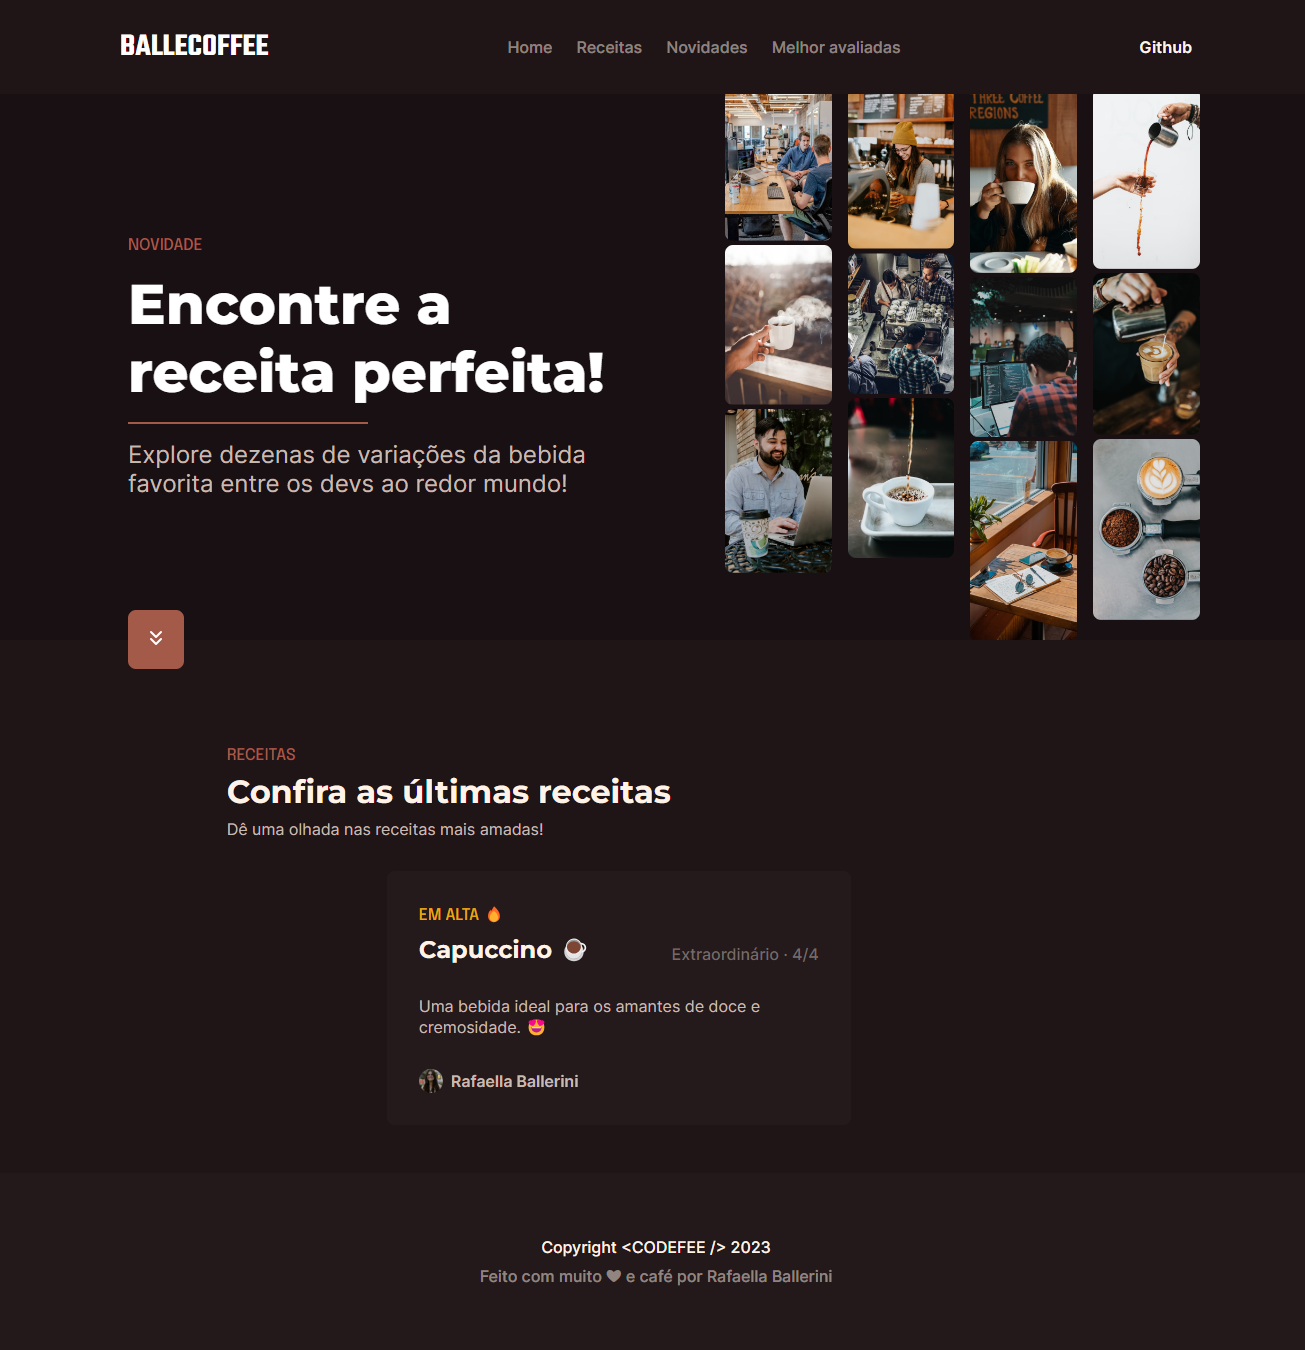 BALLECOFFEE
Home Receitas Novidades Melhor avaliadas
Github
THREE COFFEE
REGIONS
NOVIDADE
Encontre a
receita perfeita!
Explore dezenas de variações da bebida
favorita entre os devs ao redor mundo!
RECEITAS
Confira as últimas receitas
Dê uma olhada nas receitas mais amadas!
EM ALTA 🔥
Capuccino ☕
Extraordinário · 4/4
Uma bebida ideal para os amantes de doce e
cremosidade. 😍
Rafaella Ballerini
Copyright <CODEFEE /> 2023
Feito com muito ♥ e café por Rafaella Ballerini